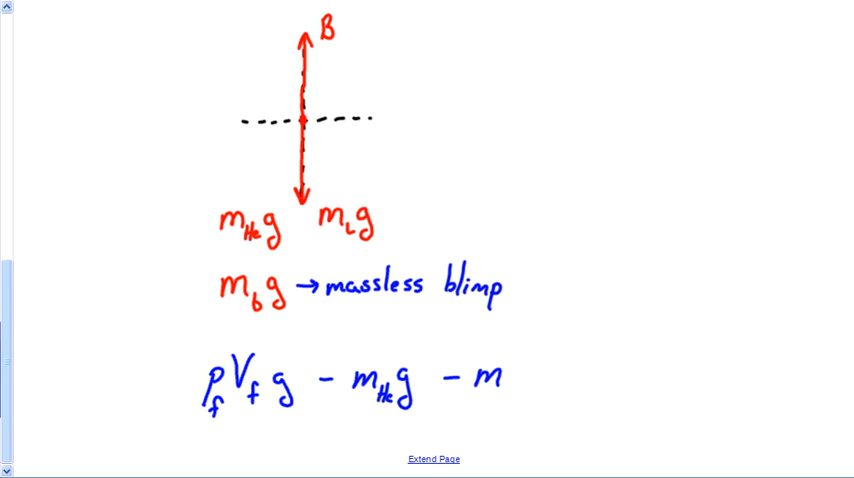 B
m_He g m_L g
m_b g → massless blimp
ρ_f V_f g - m_He g - m
Extend Page